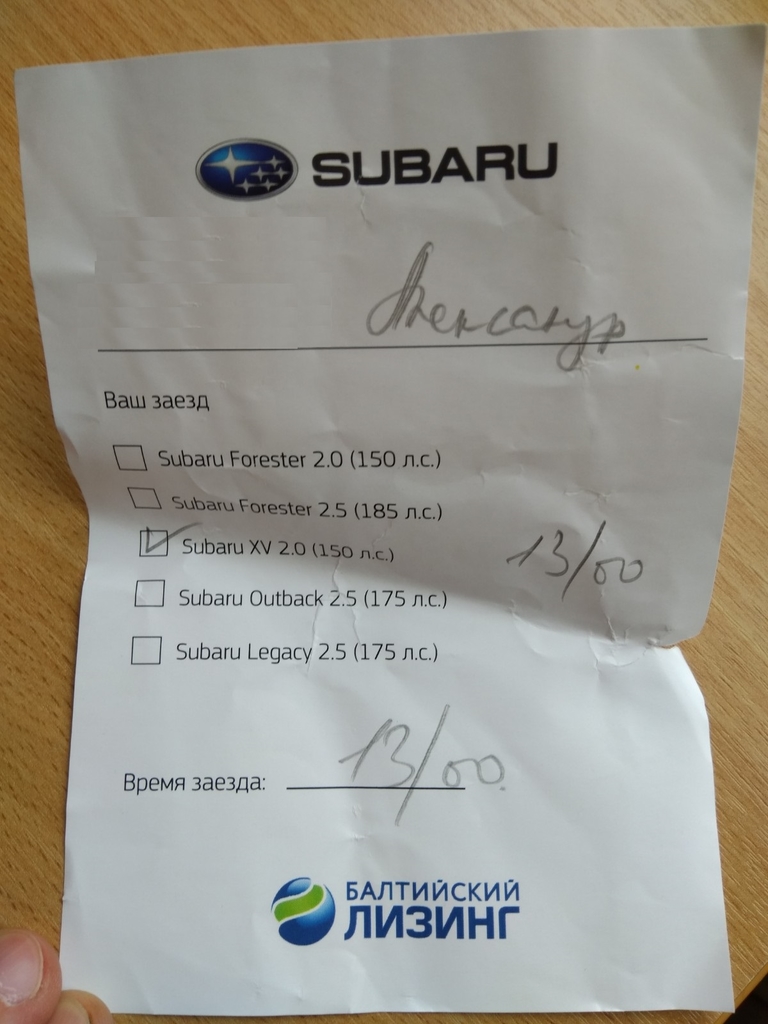 SUBARU
Александр
Ваш заезд
Subaru Forester 2.0 (150 л.с.)
Subaru Forester 2.5 (185 л.с.)
Subaru XV 2.0 (150 л.с.) 13/00
Subaru Outback 2.5 (175 л.с.)
Subaru Legacy 2.5 (175 л.с.)
Время заезда: 13/00.
БАЛТИЙСКИЙ
ЛИЗИНГ